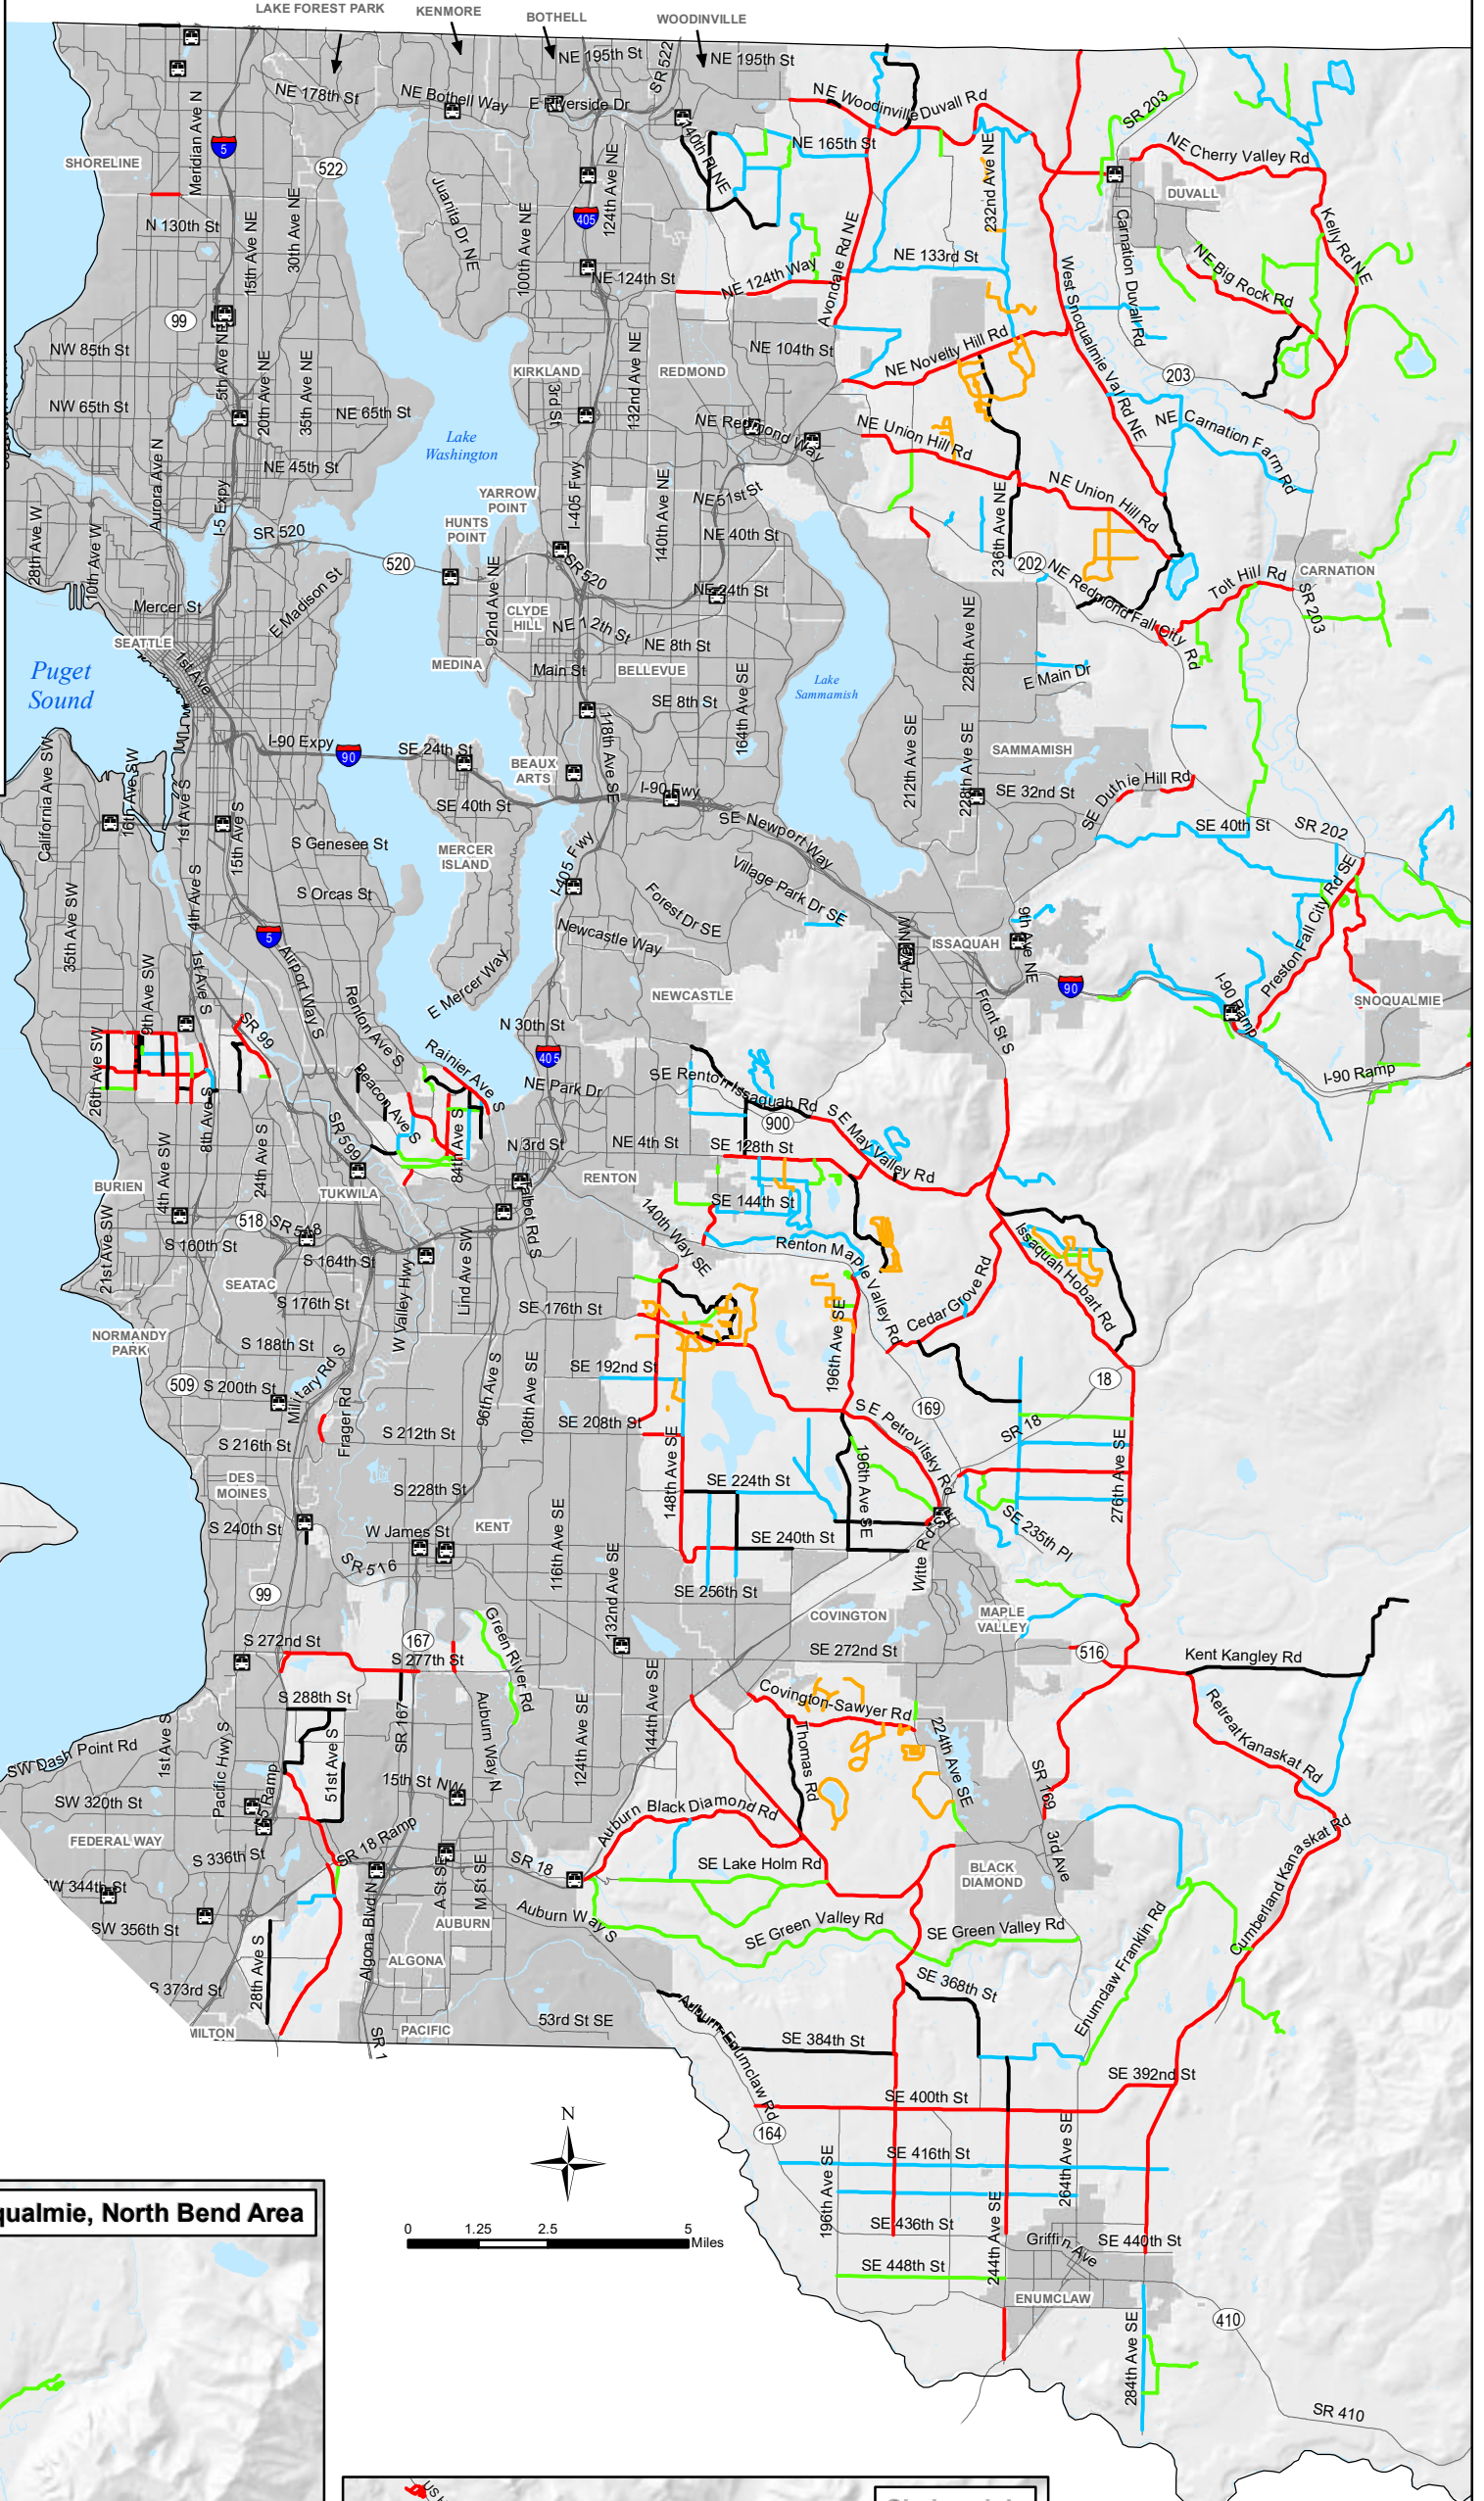 LAKE FOREST PARK
KENMORE
BOTHELL
WOODINVILLE
NE 195th St
SR 522
NE 195th St
NE 178th St
NE Bothell Way
E Riverside Dr
NE Woodinville Duvall Rd
SR 203
Meridian Ave N
5
SHORELINE
522
140th Pl NE
NE 165th St
NE Cherry Valley Rd
DUVALL
124th Ave NE
Juanita Dr NE
30th Ave NE
15th Ave NE
100th Ave NE
405
N 130th St
232nd Ave NE
Avondale Rd NE
NE 133rd St
West Snoqualmie Val Rd NE
Carnation Duvall Rd
Kelly Rd NE
NE Big Rock Rd
NE 124th St
NE 124th Way
99
NW 85th St
5th Ave NE
20th Ave NE
35th Ave NE
132nd Ave NE
NE 104th St
NE Novelty Hill Rd
KIRKLAND
REDMOND
203
3rd St
NW 65th St
NE 65th St
NE Redmond Way
NE Union Hill Rd
NE Carnation Farm Rd
Lake
Washington
Aurora Ave N
NE 45th St
I-5 Expy
I-405 Fwy
140th Ave NE
NE 51st St
236th Ave NE
NE Union Hill Rd
YARROW
POINT
HUNTS
POINT
28th Ave W
10th Ave W
SR 520
520
SR 520
NE 40th St
202
NE Redmond Fall City Rd
Tolt Hill Rd
CARNATION
SR 203
Mercer St
E Madison St
92nd Ave NE
NE 24th St
CLYDE
HILL
NE 12th St
NE 8th St
228th Ave NE
SEATTLE
1st Ave
MEDINA
Main St
BELLEVUE
Puget
Sound
Lake
Sammamish
E Main Dr
164th Ave SE
SE 8th St
118th Ave SE
I-90 Expy
90
SE 24th St
212th Ave SE
228th Ave SE
SAMMAMISH
BEAUX
ARTS
I-90 Fwy
SE 32nd St
SE Duthie Hill Rd
SE 40th St
SE 40th St
SR 202
California Ave SW
16th Ave SW
1st Ave S
15th Ave S
S Genesee St
MERCER
ISLAND
I-405 Fwy
SE Newport Way
Village Park Dr SE
Forest Dr SE
Preston Fall City Rd SE
S Orcas St
35th Ave SW
4th Ave S
5
Newcastle Way
12th Ave NW
ISSAQUAH
9th Ave NE
90
I-90 Ramp
SNOQUALMIE
9th Ave SW
1st Ave S
Airport Way S
Renton Ave S
E Mercer Way
NEWCASTLE
Front St S
N 30th St
405
I-90 Ramp
26th Ave SW
SR 99
Rainier Ave S
Beacon Ave S
NE Park Dr
SE Renton Issaquah Rd
900
SE May Valley Rd
8th Ave S
SR 599
84th Ave S
N 3rd St
NE 4th St
SE 128th St
4th Ave SW
24th Ave S
BURIEN
TUKWILA
RENTON
SE 144th St
Talbot Rd S
140th Way SE
518
SR 518
S 160th St
S 164th St
21st Ave SW
Lind Ave SW
W Valley Hwy
Renton Maple Valley Rd
Issaquah Hobart Rd
Cedar Grove Rd
SEATAC
S 176th St
SE 176th St
NORMANDY
PARK
S 188th St
Military Rd S
196th Ave SE
SE 192nd St
509
S 200th St
96th Ave S
108th Ave SE
18
169
SR 18
Frager Rd
SE 208th St
SE Petrovitsky Rd
S 216th St
S 212th St
148th Ave SE
196th Ave SE
276th Ave SE
DES
MOINES
S 228th St
SE 224th St
SE 235th Pl
S 240th St
W James St
KENT
SE 240th St
116th Ave SE
Witte Rd
SR 516
132nd Ave SE
SE 256th St
99
COVINGTON
MAPLE
VALLEY
Green River Rd
S 272nd St
167
SE 272nd St
516
Kent Kangley Rd
S 277th St
144th Ave SE
S 288th St
Covington-Sawyer Rd
Retreat Kanaskat Rd
SR 167
Auburn Way N
124th Ave SE
Thomas Rd
224th Ave SE
SW Dash Point Rd
1st Ave S
Pacific Hwy S
51st Ave S
15th St NW
SR 169
SW 320th St
Auburn Black Diamond Rd
Cumberland Kanaskat Rd
FEDERAL WAY
SR 18 Ramp
3rd Ave
S 336th St
SR 18
SE Lake Holm Rd
BLACK
DIAMOND
SW 344th St
A St SE
M St SE
Algona Blvd N
Auburn Way S
SE Green Valley Rd
SE Green Valley Rd
SW 356th St
AUBURN
ALGONA
Enumclaw Franklin Rd
28th Ave S
S 373rd St
SE 368th St
53rd St SE
MILTON
PACIFIC
SR 1
Auburn-Enumclaw Rd
SE 384th St
SE 392nd St
SE 400th St
N
164
264th Ave SE
SE 416th St
196th Ave SE
244th Ave SE
qualmie, North Bend Area
SE 436th St
Griffin Ave
SE 440th St
0 1.25 2.5 5
Miles
SE 448th St
ENUMCLAW
410
284th Ave SE
SR 410